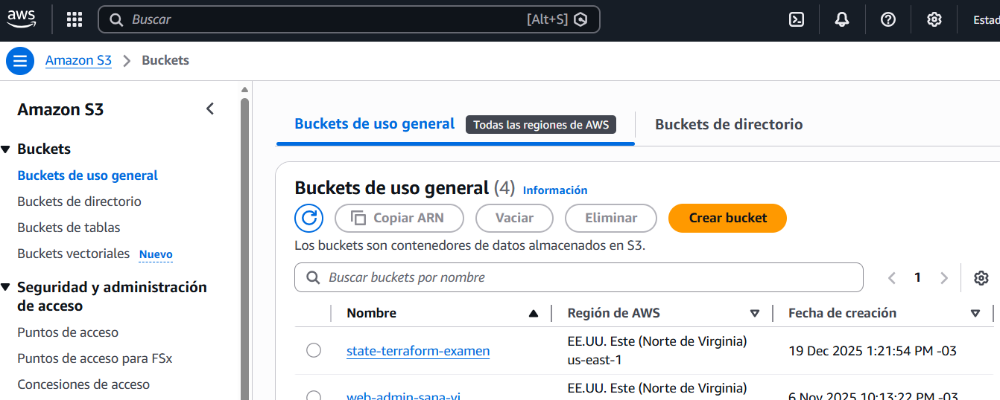 aws
Buscar
[Alt+S]
Estad
Amazon S3
Buckets
Amazon S3
Buckets
Buckets de uso general
Buckets de directorio
Buckets de tablas
Buckets vectoriales Nuevo
Seguridad y administración
de acceso
Puntos de acceso
Puntos de acceso para FSx
Concesiones de acceso
Buckets de uso general Todas las regiones de AWS
Buckets de directorio
Buckets de uso general (4) Información
Copiar ARN
Vaciar
Eliminar
Crear bucket
Los buckets son contenedores de datos almacenados en S3.
Buscar buckets por nombre
1
Nombre
Región de AWS
Fecha de creación
state-terraform-examen
EE.UU. Este (Norte de Virginia)
us-east-1
19 Dec 2025 1:21:54 PM -03
web-admin-sana-vi
EE.UU. Este (Norte de Virginia)
6 Nov 2025 10:13:22 PM -03